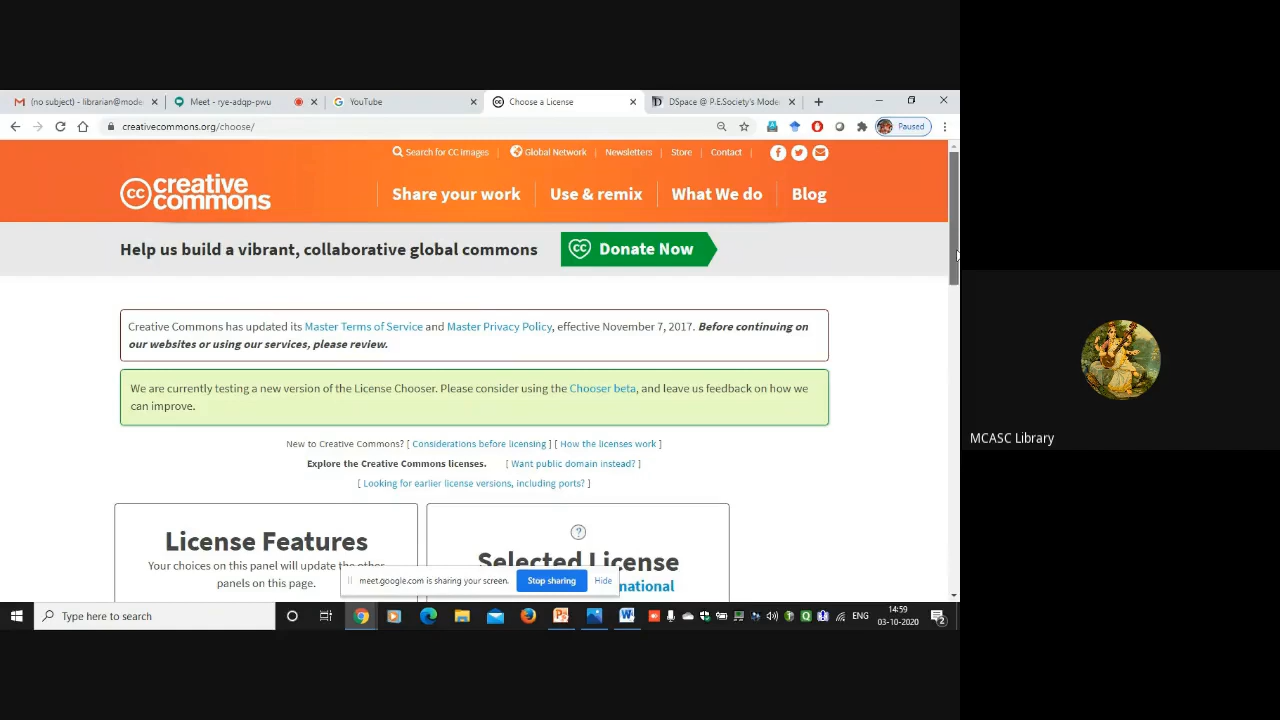 (no subject) - librarian@mode
Meet - rye-adqp-pwu
YouTube
Choose a License
DSpace @ P.E.Society's Mode
creativecommons.org/choose/
Paused
Search for CC Images
Global Network
Newsletters
Store
Contact
cc creative commons
Share your work
Use & remix
What We do
Blog
Help us build a vibrant, collaborative global commons
cc Donate Now
Creative Commons has updated its Master Terms of Service and Master Privacy Policy, effective November 7, 2017. Before continuing on
our websites or using our services, please review.
We are currently testing a new version of the License Chooser. Please consider using the Chooser beta, and leave us feedback on how we
can improve.
New to Creative Commons? [ Considerations before licensing ] [ How the licenses work ]
Explore the Creative Commons licenses. [ Want public domain instead? ]
[ Looking for earlier license versions, including ports? ]
License Features
Your choices on this panel will update the other
panels on this page.
?
Selected License
national
meet.google.com is sharing your screen.
Stop sharing
Hide
MCASC Library
Type here to search
ENG
14:59
03-10-2020
2